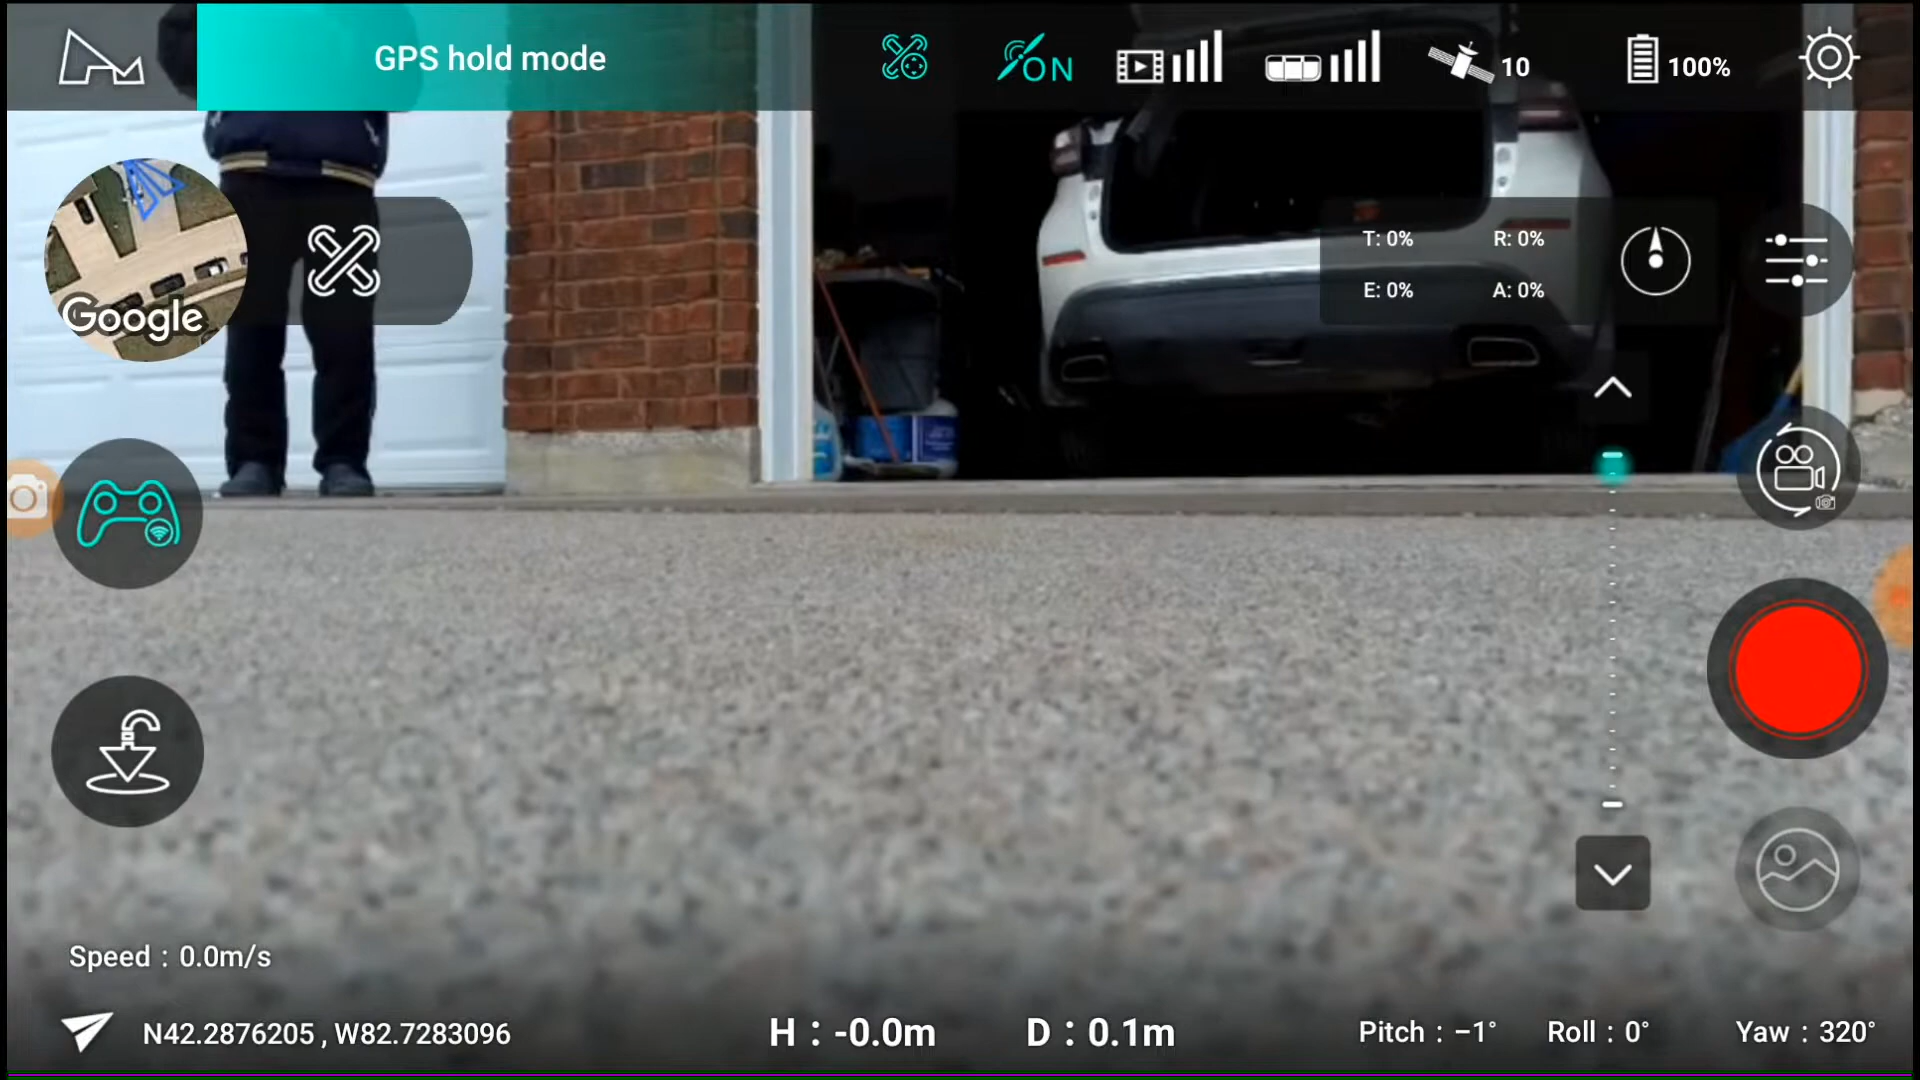 GPS hold mode
ON
10
100%
Google
T: 0%
R: 0%
E: 0%
A: 0%
Speed : 0.0m/s
N42.2876205 , W82.7283096
H : -0.0m
D : 0.1m
Pitch : −1°
Roll : 0°
Yaw : 320°